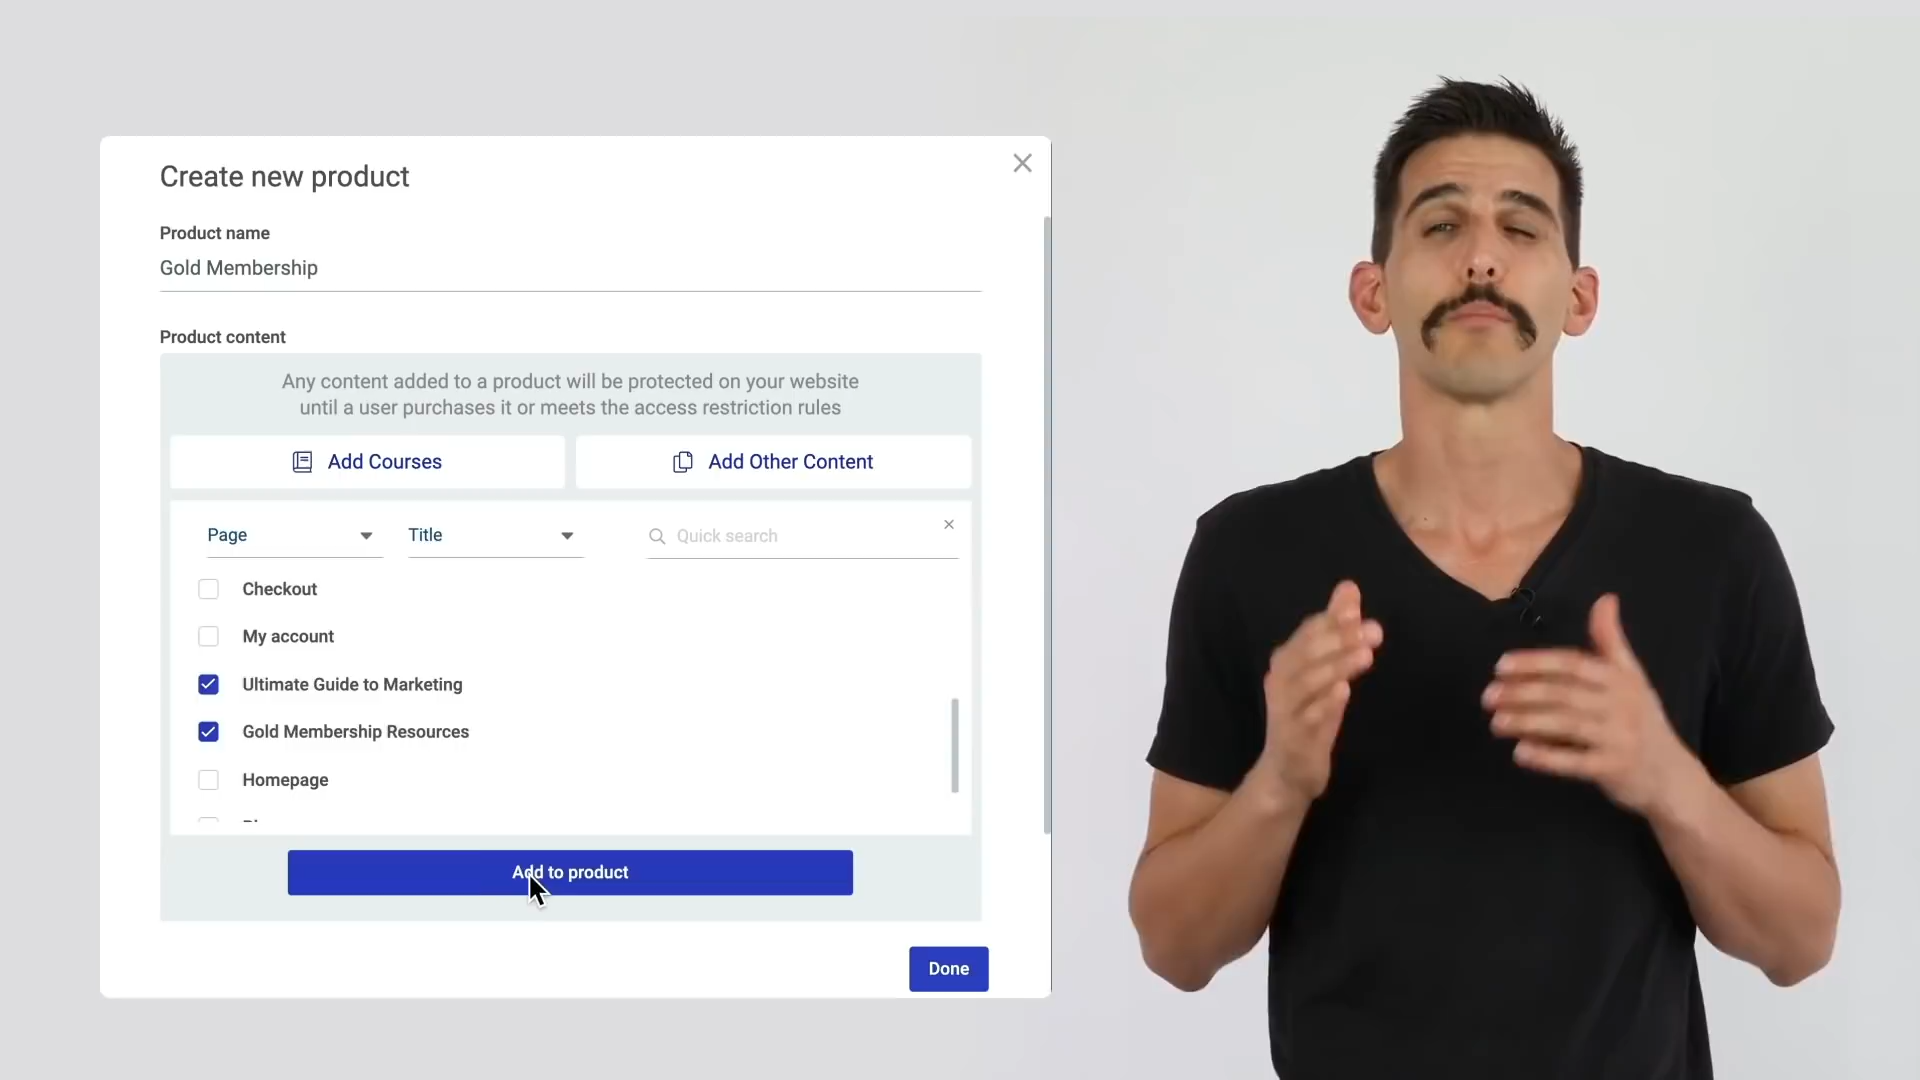 Create new product
Product name
Gold Membership
Product content
Any content added to a product will be protected on your website
until a user purchases it or meets the access restriction rules
Add Courses
Add Other Content
Page
Title
Quick search
Checkout
My account
Ultimate Guide to Marketing
Gold Membership Resources
Homepage
Add to product
Done